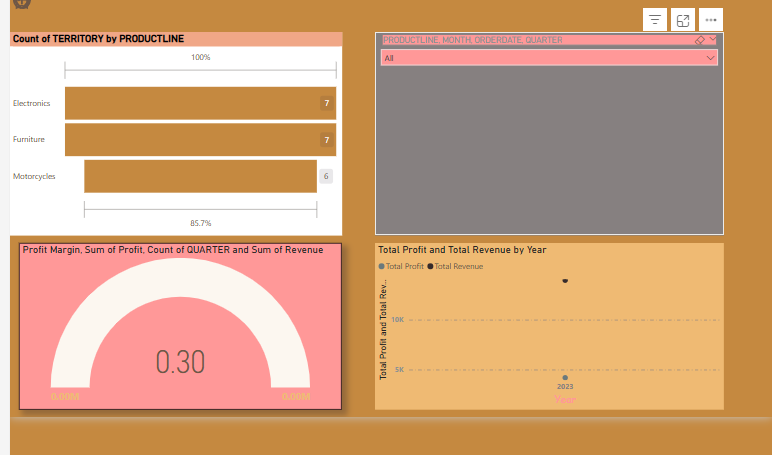 Count of TERRITORY by PRODUCTLINE
100%
Electronics
7
Furniture
7
Motorcycles
6
85.7%
PRODUCTLINE, MONTH, ORDERDATE, QUARTER
All
Profit Margin, Sum of Profit, Count of QUARTER and Sum of Revenue
0.30
0.00M
0.00M
Total Profit and Total Revenue by Year
Total Profit
Total Revenue
Total Profit and Total Rev...
10K
5K
2023
Year